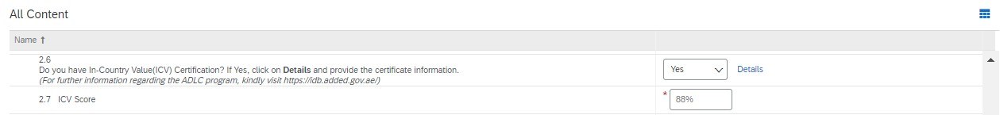 All Content
Name ↑
2.6
Do you have In-Country Value(ICV) Certification? If Yes, click on Details and provide the certificate information.
Yes
Details
(For further information regarding the ADLC program, kindly visit https://idb.added.gov.ae/)
2.7 ICV Score
* 88%